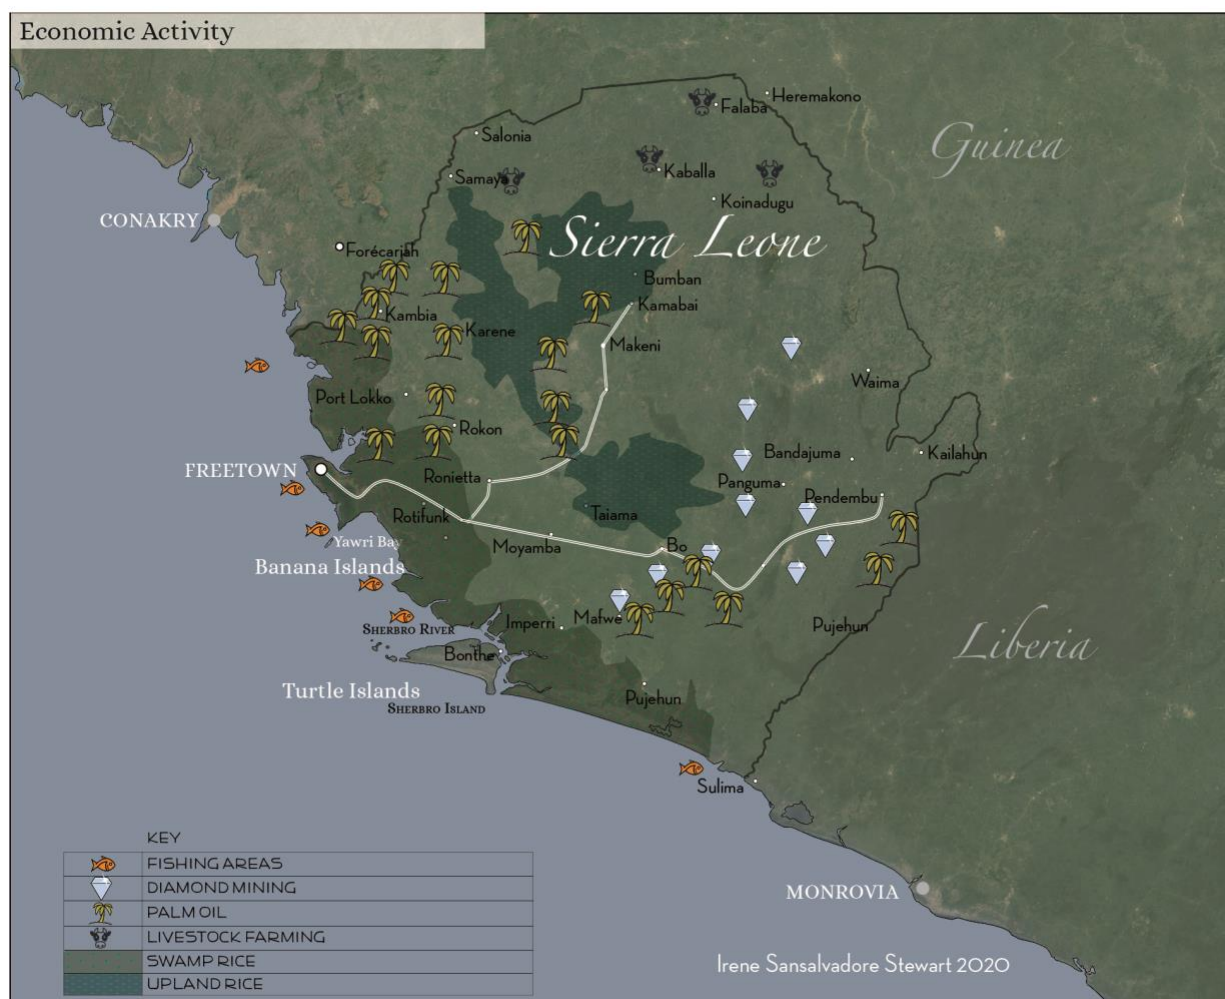 Economic Activity
Heremakono
Falaba
Guinea
Salonia
Kaballa
Samaya
Koinadugu
CONAKRY
Sierra Leone
Forécariah
Bumban
Kamabai
Kambia
Karene
Makeni
Waima
Port Lokko
Rokon
Bandajuma
Kailahun
FREETOWN
Ronietta
Panguma
Pendembu
Rotifunk
Taiama
Yawri Bay
Moyamba
Bo
Banana Islands
Imperri
Mafwe
Pujehun
Sherbro River
Liberia
Bonthe
Turtle Islands
Pujehun
Sherbro Island
Sulima
KEY
FISHING AREAS
DIAMOND MINING
MONROVIA
PALM OIL
LIVESTOCK FARMING
SWAMP RICE
Irene Sansalvadore Stewart 2020
UPLAND RICE